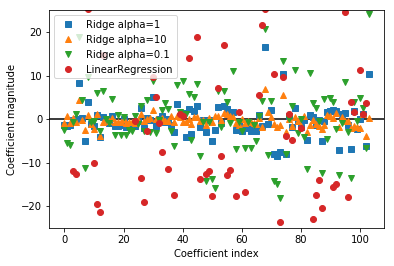 20
10
0
−10
−20
Coefficient magnitude
Ridge alpha=1
Ridge alpha=10
Ridge alpha=0.1
LinearRegression
0
20
40
60
80
100
Coefficient index